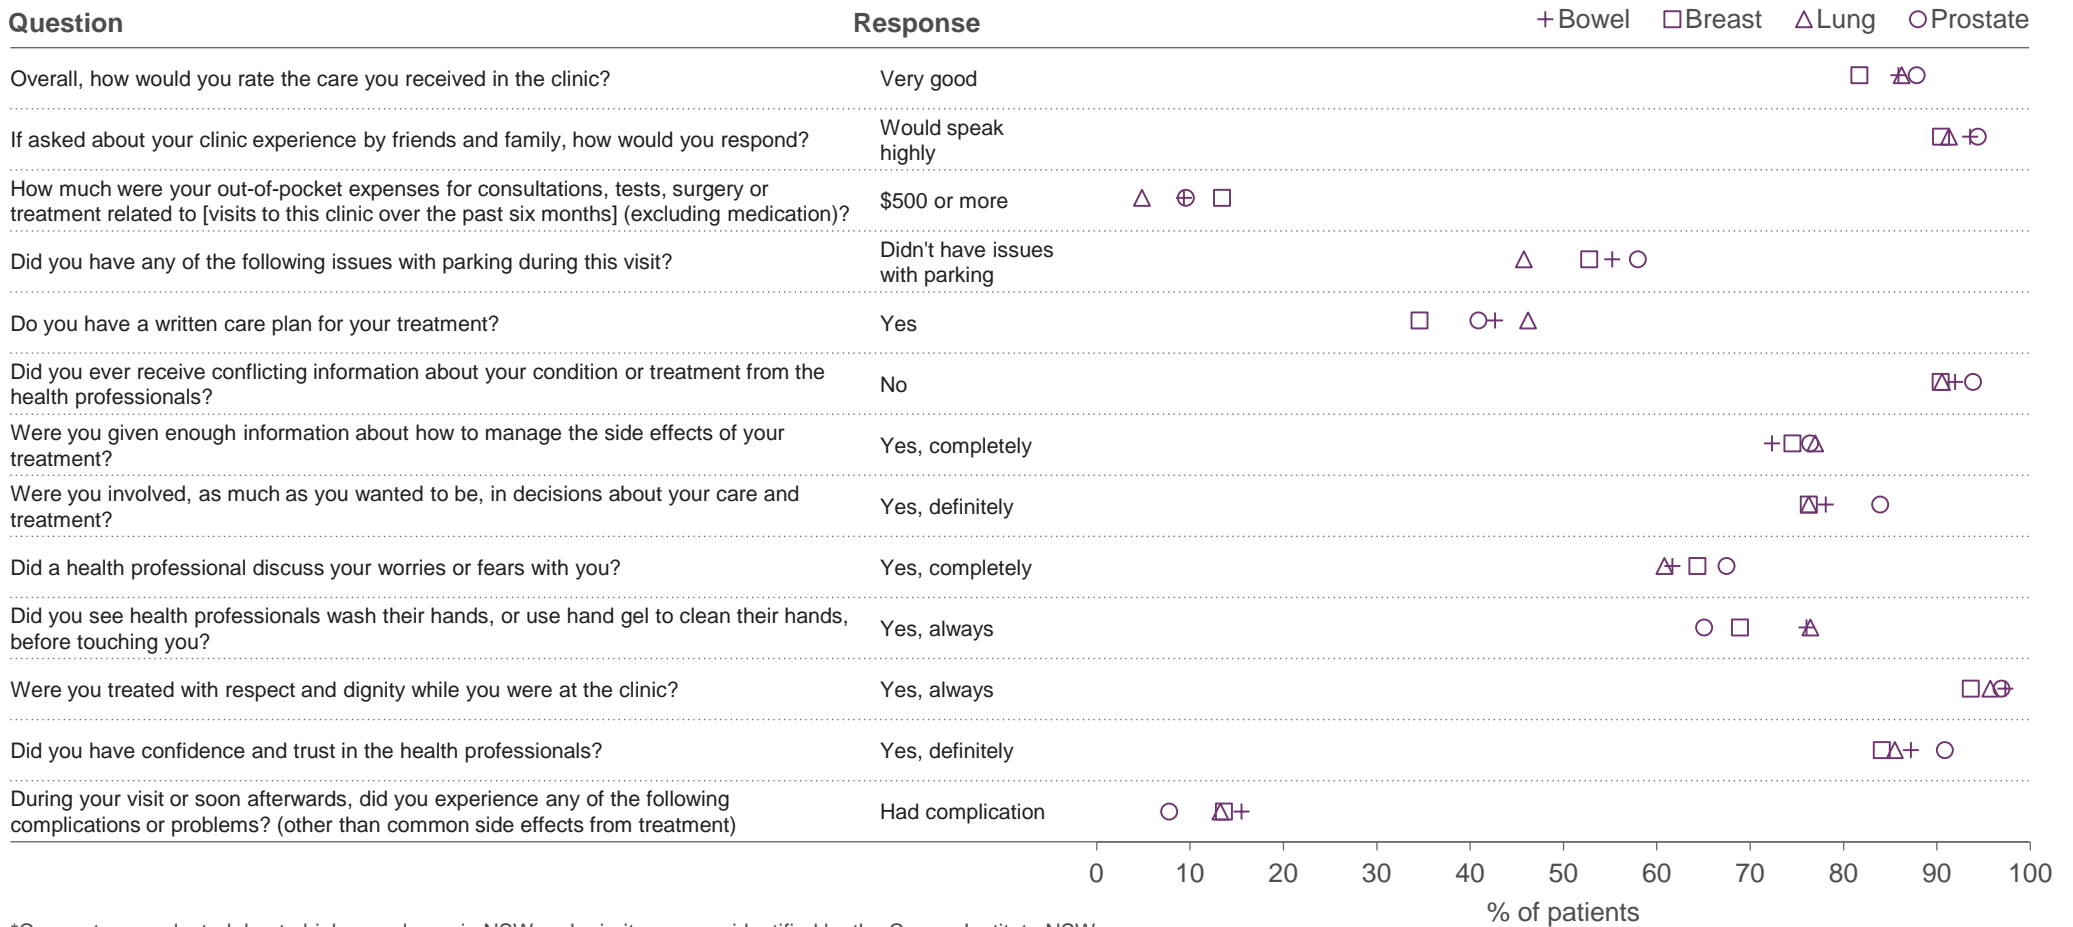 Question Response +Bowel □Breast △Lung ○Prostate
Overall, how would you rate the care you received in the clinic? Very good
If asked about your clinic experience by friends and family, how would you respond? Would speak
highly
How much were your out-of-pocket expenses for consultations, tests, surgery or
treatment related to [visits to this clinic over the past six months] (excluding medication)? $500 or more
Did you have any of the following issues with parking during this visit? Didn't have issues
with parking
Do you have a written care plan for your treatment? Yes
Did you ever receive conflicting information about your condition or treatment from the
health professionals? No
Were you given enough information about how to manage the side effects of your
treatment? Yes, completely
Were you involved, as much as you wanted to be, in decisions about your care and
treatment? Yes, definitely
Did a health professional discuss your worries or fears with you? Yes, completely
Did you see health professionals wash their hands, or use hand gel to clean their hands,
before touching you? Yes, always
Were you treated with respect and dignity while you were at the clinic? Yes, always
Did you have confidence and trust in the health professionals? Yes, definitely
During your visit or soon afterwards, did you experience any of the following
complications or problems? (other than common side effects from treatment) Had complication
0 10 20 30 40 50 60 70 80 90 100
% of patients